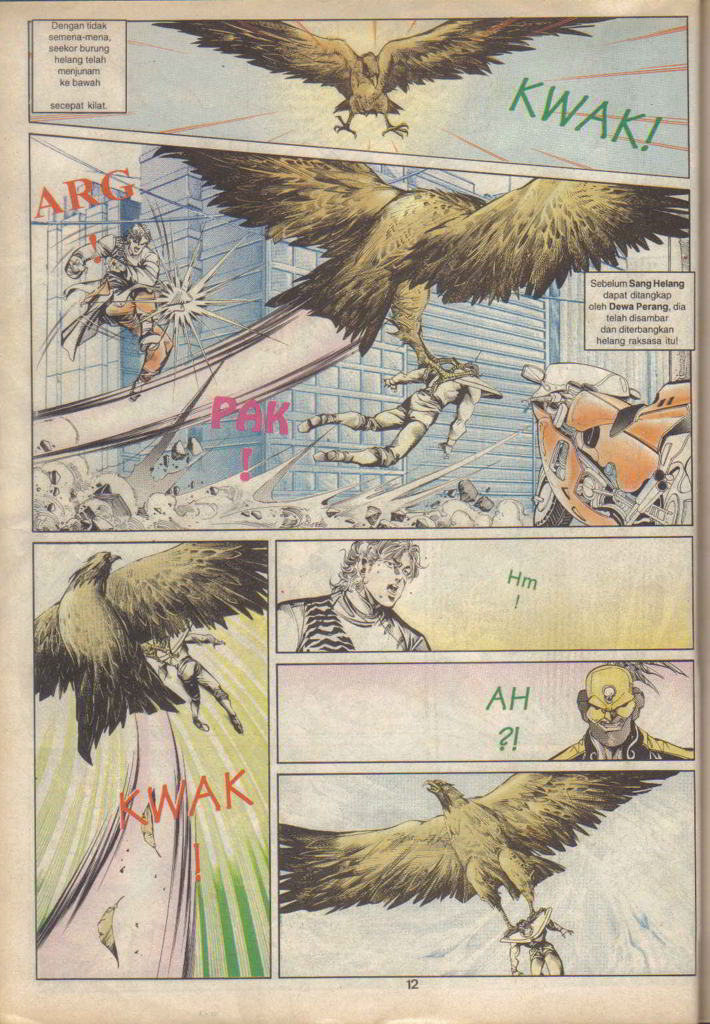 Dengan tidak
semena-mena,
seekor burung
helang telah
menjunam
ke bawah
secepat kilat.
KWAK!
ARG
!
Sebelum Sang Helang
dapat ditangkap
oleh Dewa Perang, dia
telah disambar
dan diterbangkan
helang raksasa itu!
PAK
!
KWAK
!
Hm
!
AH
?!
12